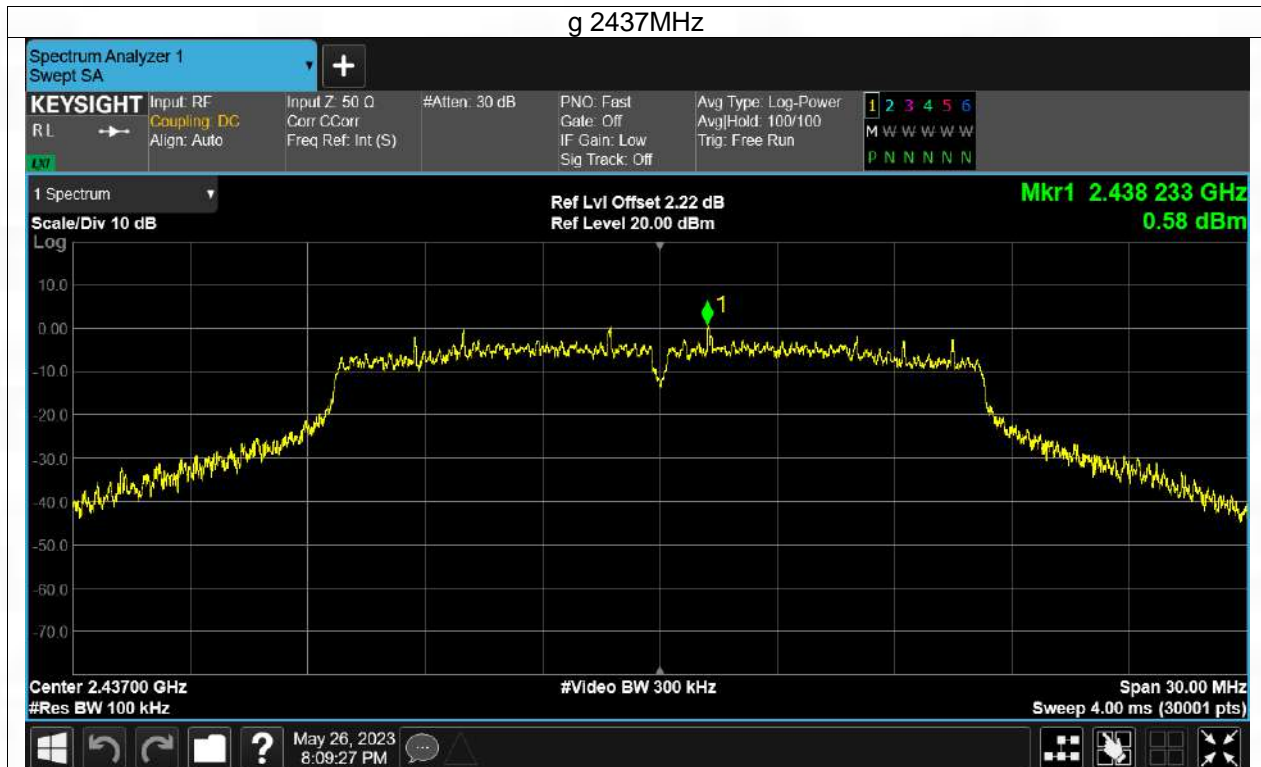 g 2437MHz
Spectrum Analyzer 1
Swept SA
+
KEYSIGHT
RL
LXI
Input: RF
Coupling: DC
Align: Auto
Input Z: 50 Ω
Corr CCorr
Freq Ref: Int (S)
#Atten: 30 dB
PNO: Fast
Gate: Off
IF Gain: Low
Sig Track: Off
Avg Type: Log-Power
Avg|Hold: 100/100
Trig: Free Run
1 2 3 4 5 6
M W W W W W
P N N N N N
1 Spectrum
Scale/Div 10 dB
Log
Ref Lvl Offset 2.22 dB
Ref Level 20.00 dBm
Mkr1 2.438 233 GHz
0.58 dBm
10.0
0.00
-10.0
-20.0
-30.0
-40.0
-50.0
-60.0
-70.0
1
Center 2.43700 GHz
#Res BW 100 kHz
#Video BW 300 kHz
Span 30.00 MHz
Sweep 4.00 ms (30001 pts)
?
May 26, 2023
8:09:27 PM